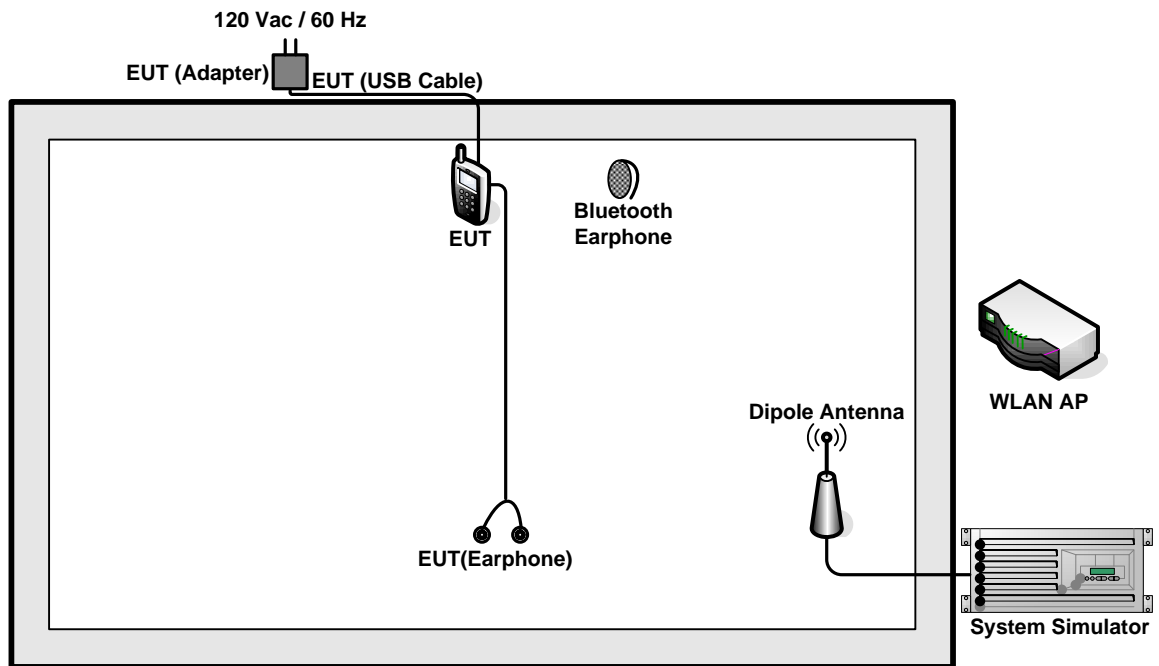 120 Vac / 60 Hz
EUT (Adapter)
EUT (USB Cable)
EUT
Bluetooth
Earphone
WLAN AP
Dipole Antenna
EUT(Earphone)
System Simulator